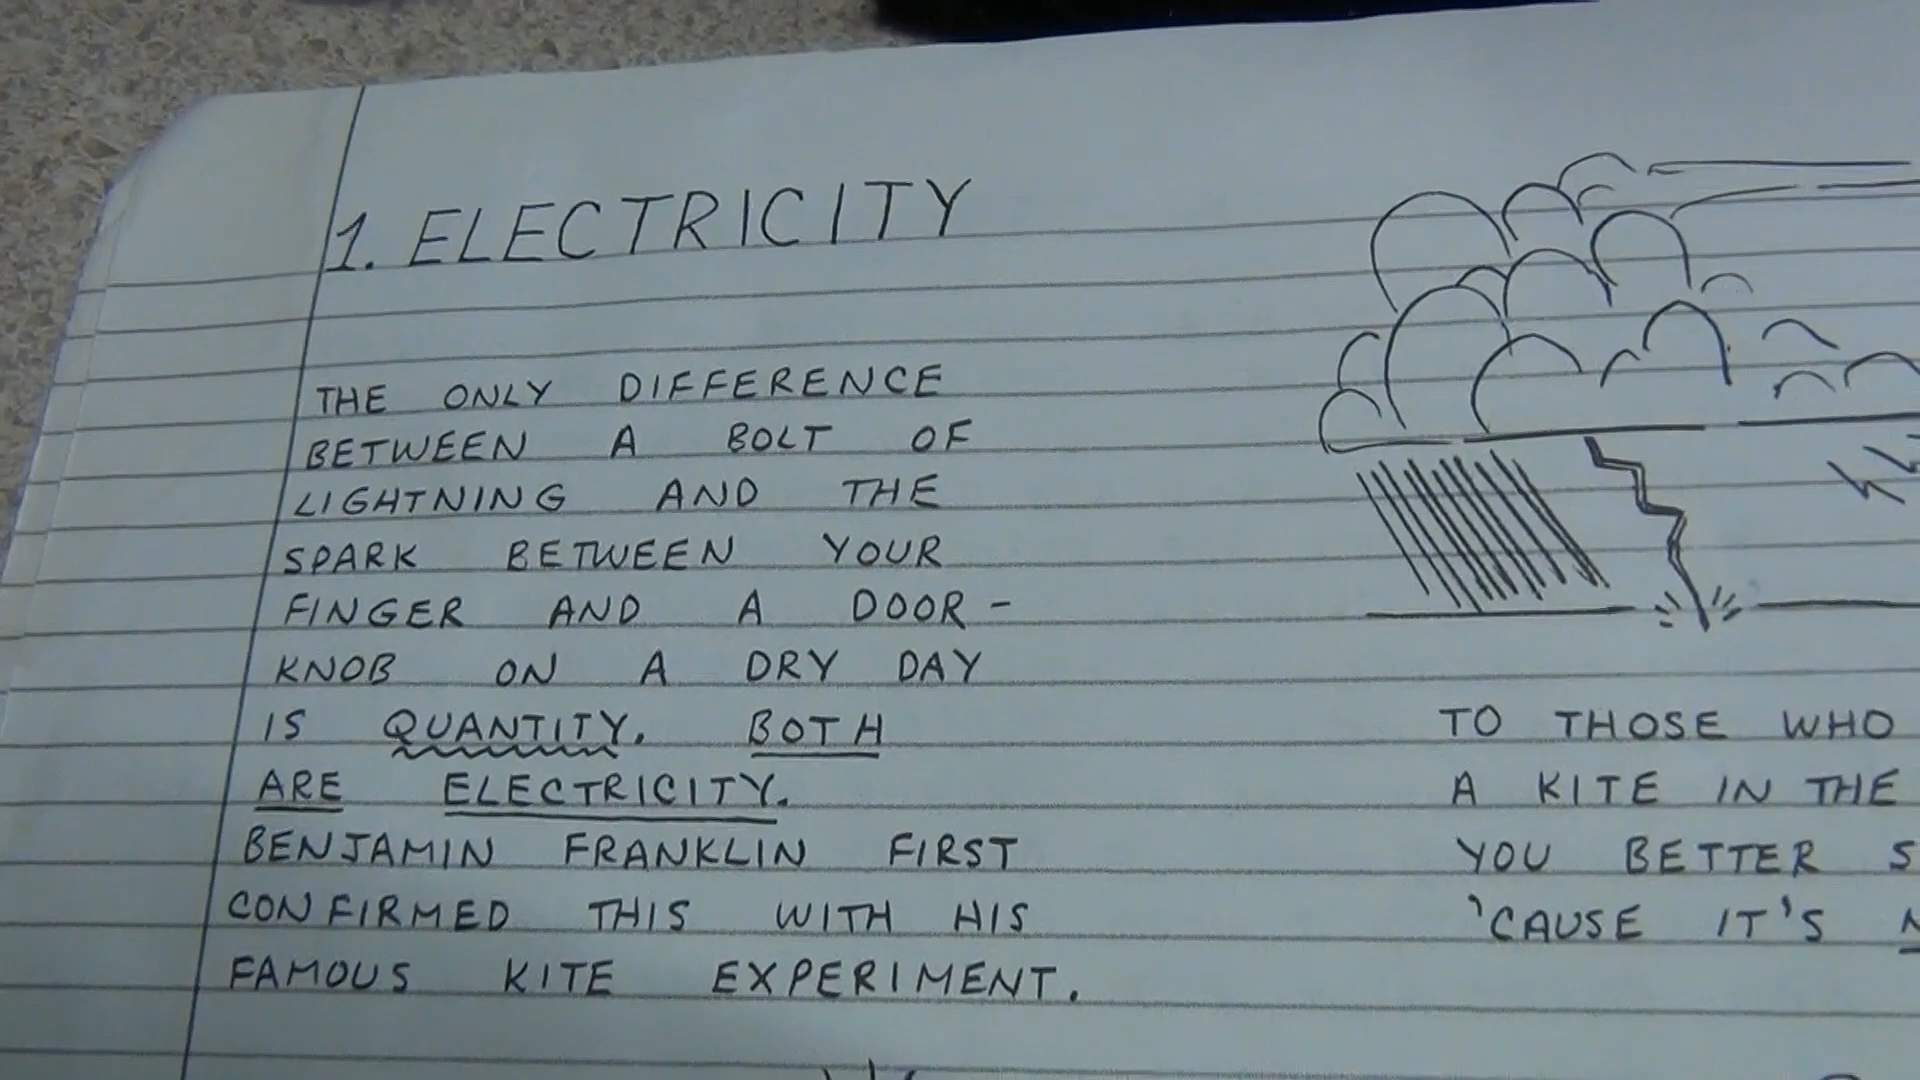 1. ELECTRICITY
THE ONLY DIFFERENCE
BETWEEN A BOLT OF
LIGHTNING AND THE
SPARK BETWEEN YOUR
FINGER AND A DOOR-
KNOB ON A DRY DAY
IS QUANTITY. BOTH
ARE ELECTRICITY.
BENJAMIN FRANKLIN FIRST
CONFIRMED THIS WITH HIS
FAMOUS KITE EXPERIMENT.
TO THOSE WHO
A KITE IN THE
YOU BETTER
'CAUSE IT'S